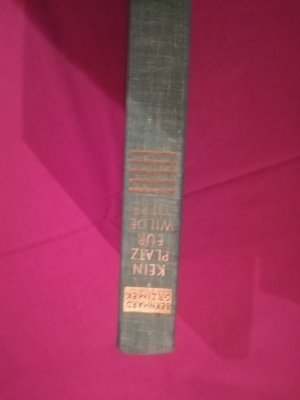 BERNHARD
GRZIMEK
KEIN
PLATZ
FÜR
WILDE
TIERE